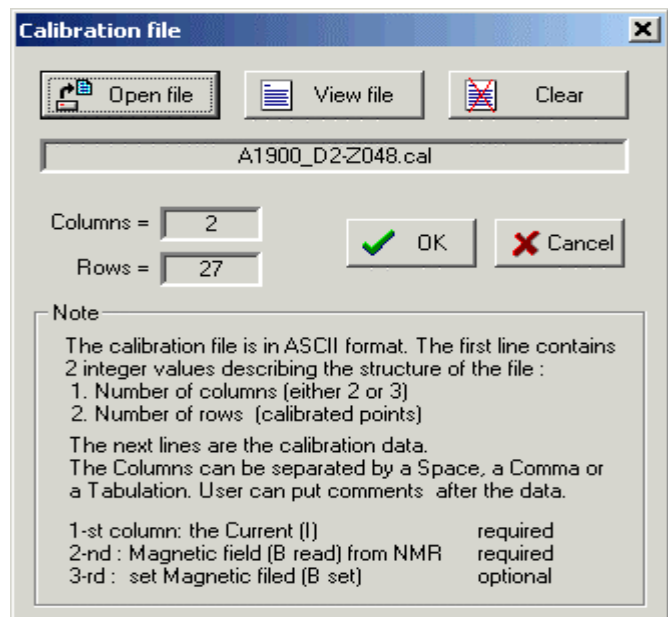 Calibration file
Open file View file Clear
A1900_D2-Z048.cal
Columns = 2
OK Cancel
Rows = 27
Note
The calibration file is in ASCII format. The first line contains
2 integer values describing the structure of the file :
1. Number of columns (either 2 or 3)
2. Number of rows (calibrated points)
The next lines are the calibration data.
The Columns can be separated by a Space, a Comma or
a Tabulation. User can put comments after the data.
1-st column: the Current (I) required
2-nd : Magnetic field (B read) from NMR required
3-rd : set Magnetic filed (B set) optional